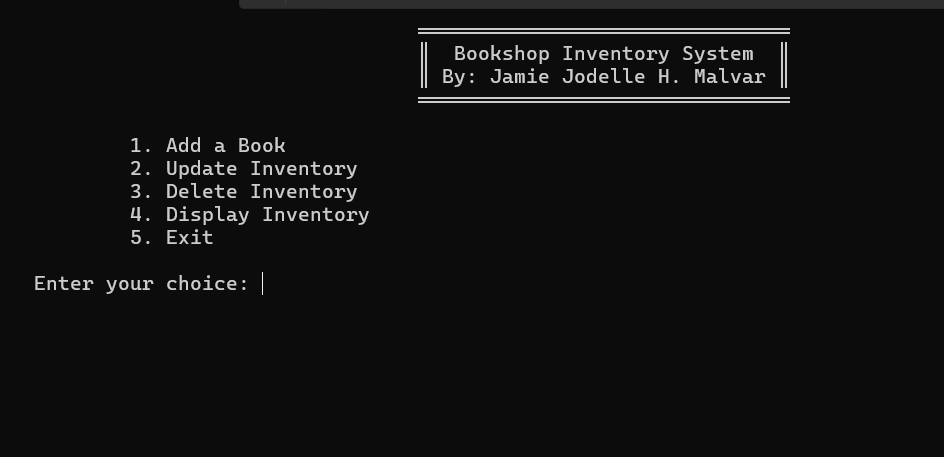 Bookshop Inventory System
By: Jamie Jodelle H. Malvar
1. Add a Book
2. Update Inventory
3. Delete Inventory
4. Display Inventory
5. Exit
Enter your choice: